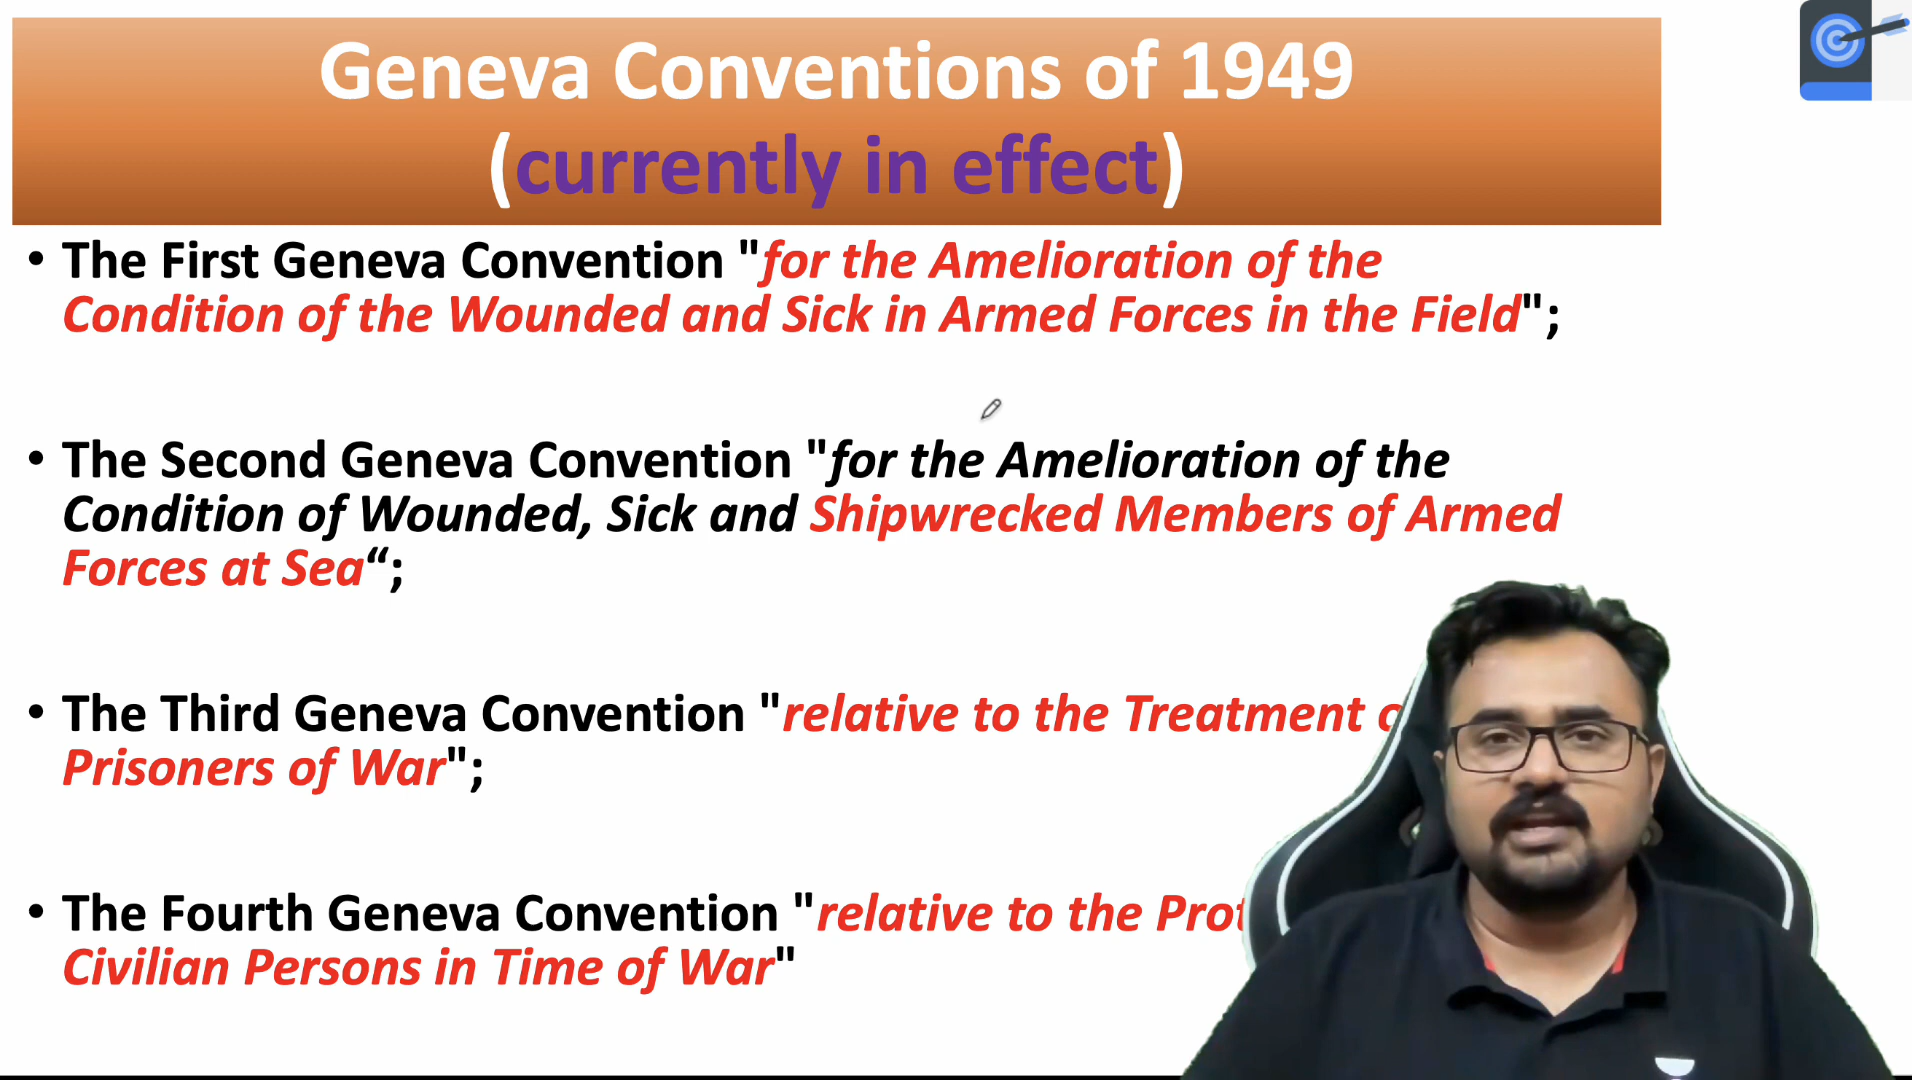 Geneva Conventions of 1949
(currently in effect)
• The First Geneva Convention "for the Amelioration of the
Condition of the Wounded and Sick in Armed Forces in the Field";
• The Second Geneva Convention "for the Amelioration of the
Condition of Wounded, Sick and Shipwrecked Members of Armed
Forces at Sea“;
• The Third Geneva Convention "relative to the Treatment
Prisoners of War";
• The Fourth Geneva Convention "relative to the
Civilian Persons in Time of War"